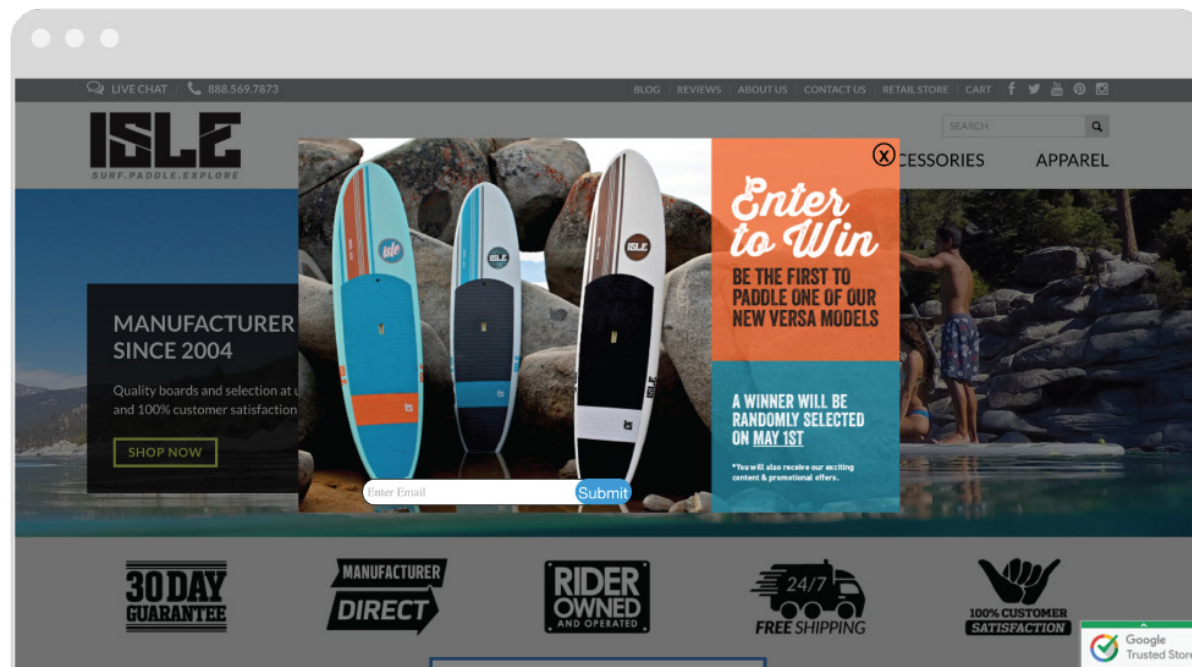 LIVE CHAT
888.569.7873
BLOG REVIEWS ABOUT US CONTACT US RETAIL STORE CART
ISLE
SURF.PADDLE.EXPLORE
SEARCH
CESSORIES APPAREL
X
Enter
to Win
BE THE FIRST TO
PADDLE ONE OF OUR
NEW VERSA MODELS
A WINNER WILL BE
RANDOMLY SELECTED
ON MAY 1ST
*You will also receive our exciting
content & promotional offers.
isle
ISLE
ISLE
ISLE
Enter Email
Submit
MANUFACTURER
SINCE 2004
Quality boards and selection at u
and 100% customer satisfaction
SHOP NOW
30 DAY
GUARANTEE
MANUFACTURER
DIRECT
RIDER
OWNED
AND OPERATED
24/7
FREE SHIPPING
100% CUSTOMER
SATISFACTION
Google
Trusted Store